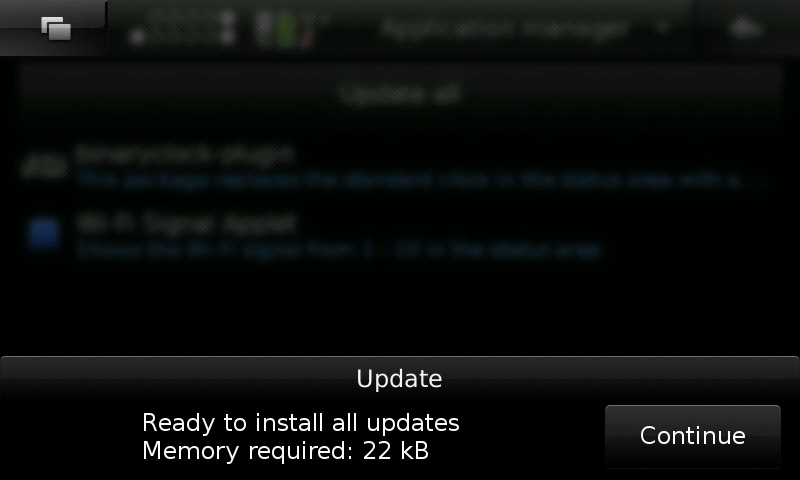 Application manager
Update all
binaryclock-plugin
This package replaces the standard clock in the status area with a ...
Wi-Fi Signal Applet
Shows the Wi-Fi signal from 1 - 10 in the status area
Update
Ready to install all updates
Memory required: 22 kB
Continue